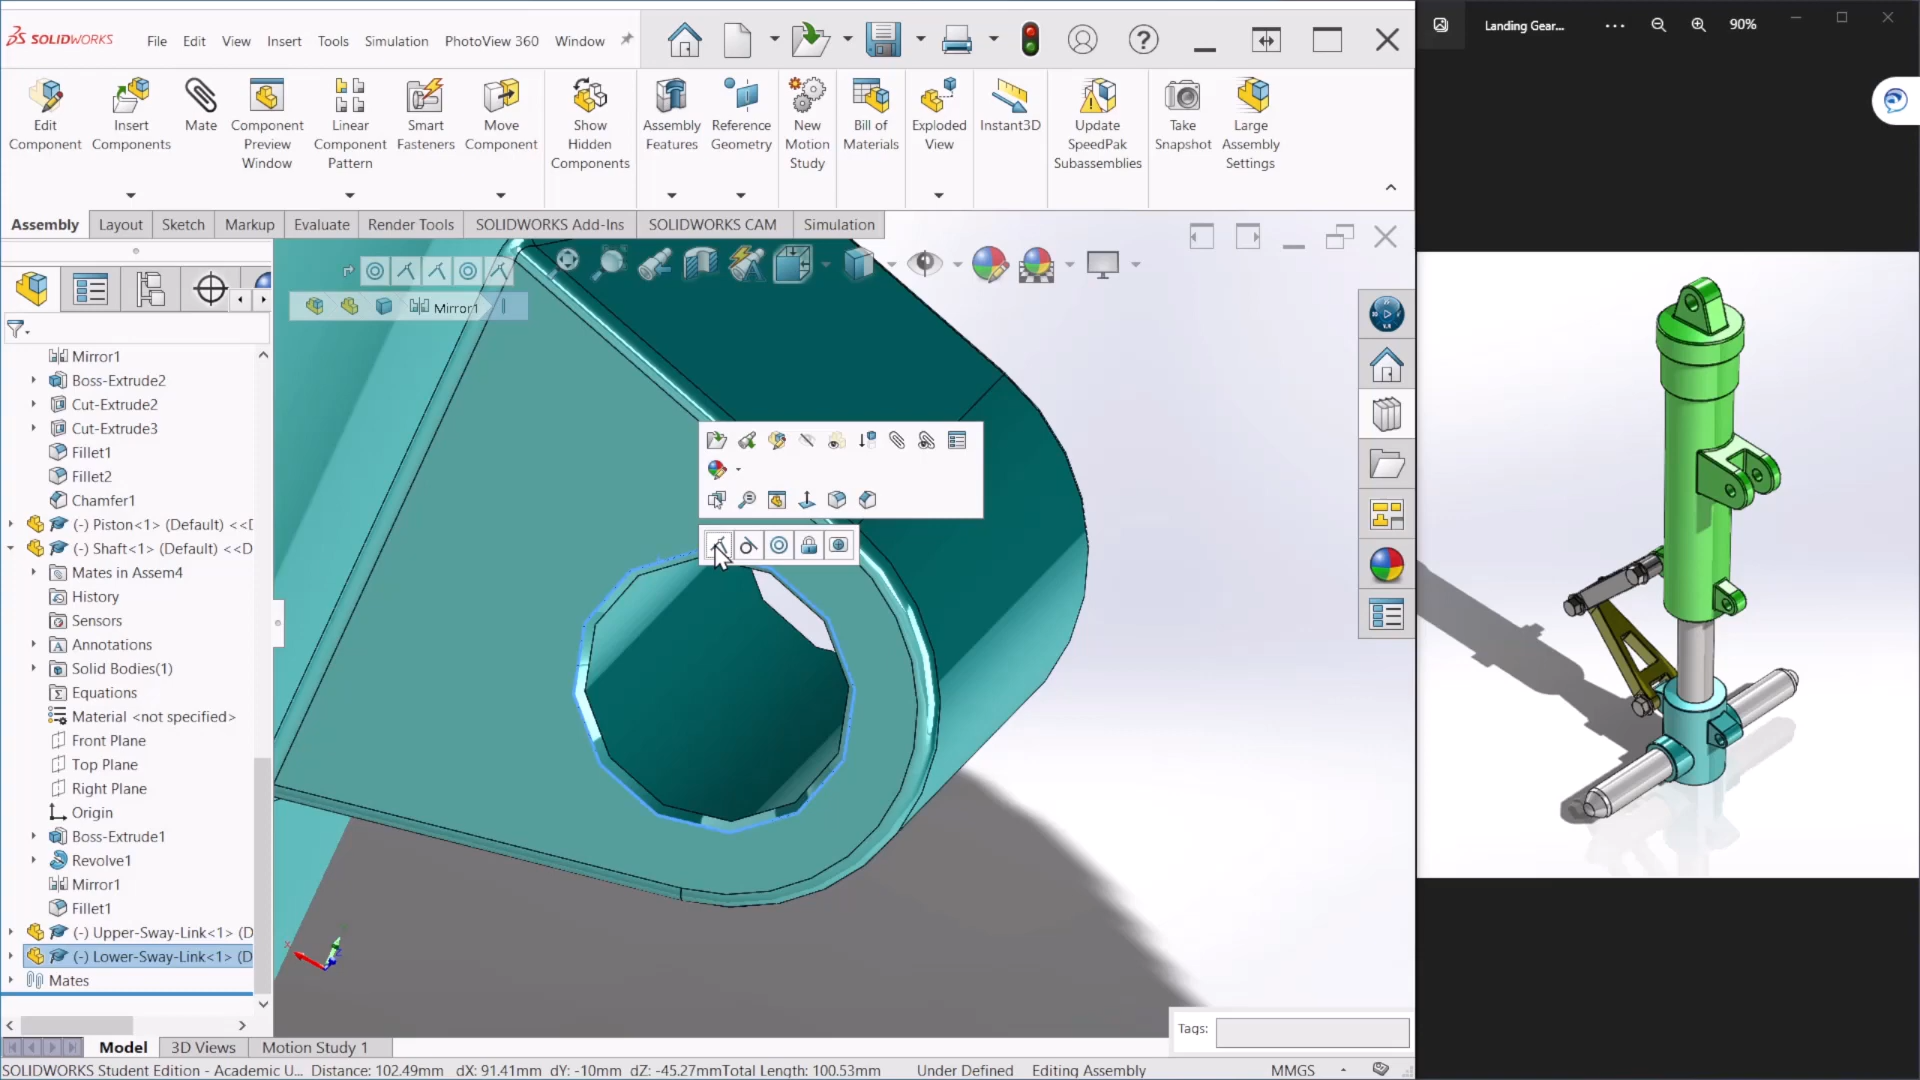 SOLIDWORKS
File Edit View Insert Tools Simulation PhotoView 360 Window
Landing Gear... 90%
Edit Component
Insert Components
Mate
Component Preview Window
Linear Component Pattern
Smart Fasteners
Move Component
Show Hidden Components
Assembly Features
Reference Geometry
New Motion Study
Bill of Materials
Exploded View
Instant3D
Update SpeedPak Subassemblies
Take Snapshot
Large Assembly Settings
Assembly Layout Sketch Markup Evaluate Render Tools SOLIDWORKS Add-Ins SOLIDWORKS CAM Simulation
Mirror1
Mirror1
Boss-Extrude2
Cut-Extrude2
Cut-Extrude3
Fillet1
Fillet2
Chamfer1
(-) Piston<1> (Default) <<D
(-) Shaft<1> (Default) <<D
Mates in Assem4
History
Sensors
Annotations
Solid Bodies(1)
Equations
Material <not specified>
Front Plane
Top Plane
Right Plane
Origin
Boss-Extrude1
Revolve1
Mirror1
Fillet1
(-) Upper-Sway-Link<1> (D
(-) Lower-Sway-Link<1> (D
Mates
Tags:
Model 3D Views Motion Study 1
SOLIDWORKS Student Edition - Academic U... Distance: 102.49mm dX: 91.41mm dY: -10mm dZ: -45.27mmTotal Length: 100.53mm Under Defined Editing Assembly MMGS